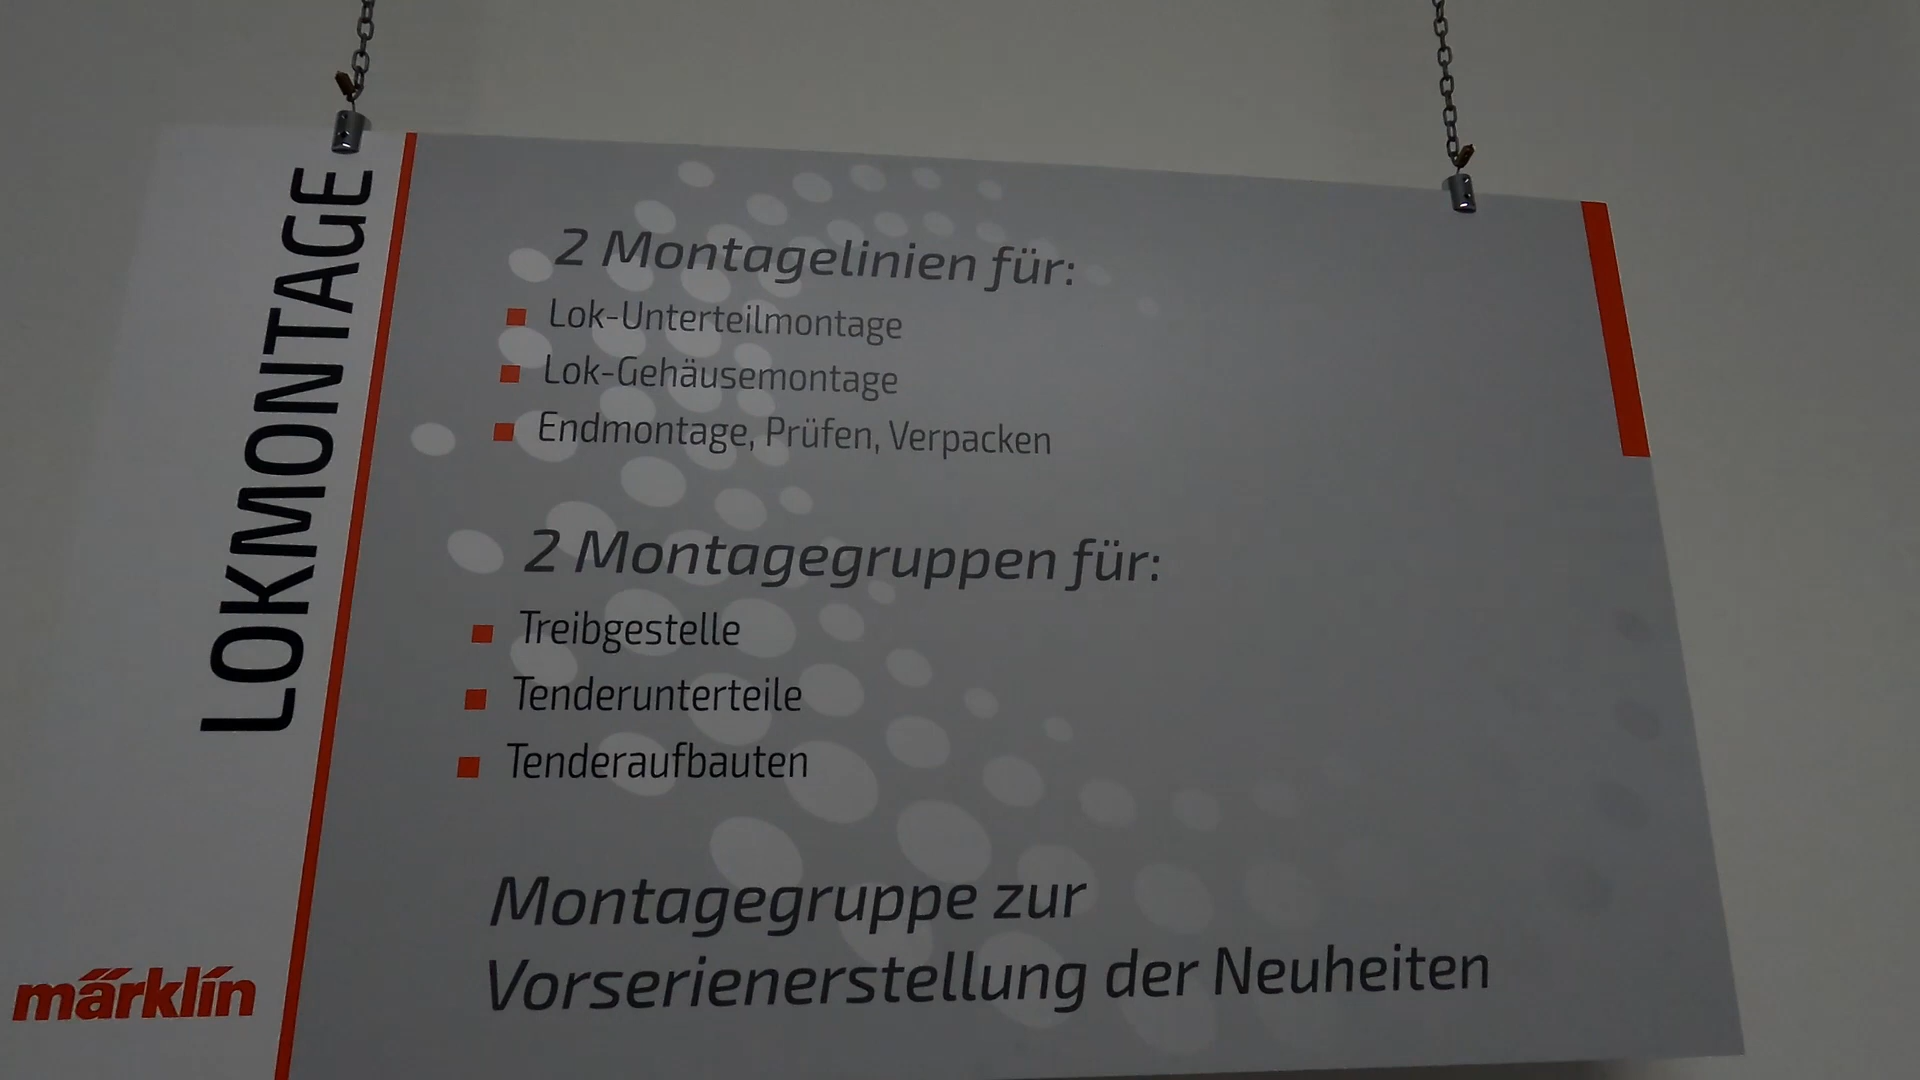 LOKMONTAGE
2 Montagelinien für:
Lok-Unterteilmontage
Lok-Gehäusemontage
Endmontage, Prüfen, Verpacken
2 Montagegruppen für:
Treibgestelle
Tenderunterteile
Tenderaufbauten
Montagegruppe zur
Vorserienerstellung der Neuheiten
märklin